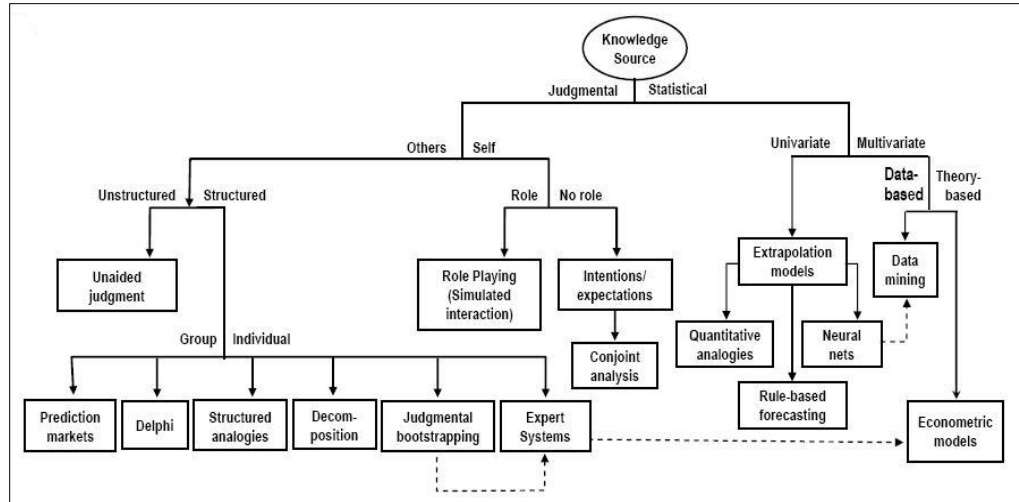 Knowledge
Source
Judgmental Statistical
Others Self
Univariate Multivariate
Unstructured Structured
Role No role
Data-
based
Theory-
based
Unaided
judgment
Role Playing
(Simulated
interaction)
Intentions/
expectations
Extrapolation
models
Data
mining
Group Individual
Conjoint
analysis
Quantitative
analogies
Neural
nets
Rule-based
forecasting
Prediction
markets
Delphi
Structured
analogies
Decom-
position
Judgmental
bootstrapping
Expert
Systems
Econometric
models